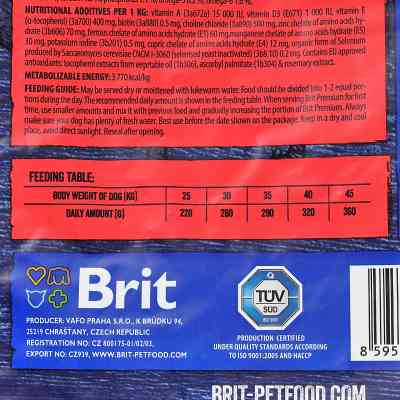 NUTRITIONAL ADDITIVES PER 1 KG: vitamin A (3a672a) 15 000 IU, vitamin D3 (E671) 1 000 IU, vitamin E
(α-tocopherol) (3a700) 400 mg, biotin (3a880) 0.5 mg, choline chloride (3a890) 500 mg, zinc chelate of amino acids hy-
drate (3b606) 70 mg, ferrous chelate of amino acids hydrate (E1) 60 mg, manganese chelate of amino acids hydrate (E5)
30 mg, potassium iodine (3b201) 0.5 mg, cupric chelate of amino acids hydrate (E4) 12 mg, organic form of Selenium
produced by Saccharomyces cerevisiae CNCM I-3060 (selenised yeast inactivated) (3b8.10) 0.2 mg. Contains EU approved
antioxidants: tocopherol extracts from vegetable oil (1b306), ascorbyl palmitate (1b304) & rosemary extract.
METABOLIZABLE ENERGY: 3 770 kcal/kg
FEEDING GUIDE: May be served dry or moistened with lukewarm water. Food should be divided into 1-2 equal por-
tions during the day. The recommended daily amount is shown in the feeding table. When serving Brit Premium for first
time, use smaller amounts and mix it with previous food and gradually increasing the portion of Brit Premium. Always
make sure your dog has plenty of fresh water. Best use before the date shown on the package. Keep in a dry and cool
place, avoid direct sunlight. Reseal after opening.
FEEDING TABLE:
BODY WEIGHT OF DOG (KG) 25 30 35 40 45
DAILY AMOUNT (G) 220 260 290 320 360
Brit
PRODUCER: VAFO PRAHA S.R.O., K BRŮDKU 94,
25219 CHRÁŠŤANY, CZECH REPUBLIC
REGISTRATION NO.: CZ 800175-01/02/03,
EXPORT NO.: CZ939, WWW.BRIT-PETFOOD.COM
TÜV
SÜD
ISO 9001
PRODUCTION CERTIFIED
UNDER QUALITY STANDARDS ACCORDING
TO ISO 9001:2005 AND HACCP
8 595
BRIT-PETFOOD.COM